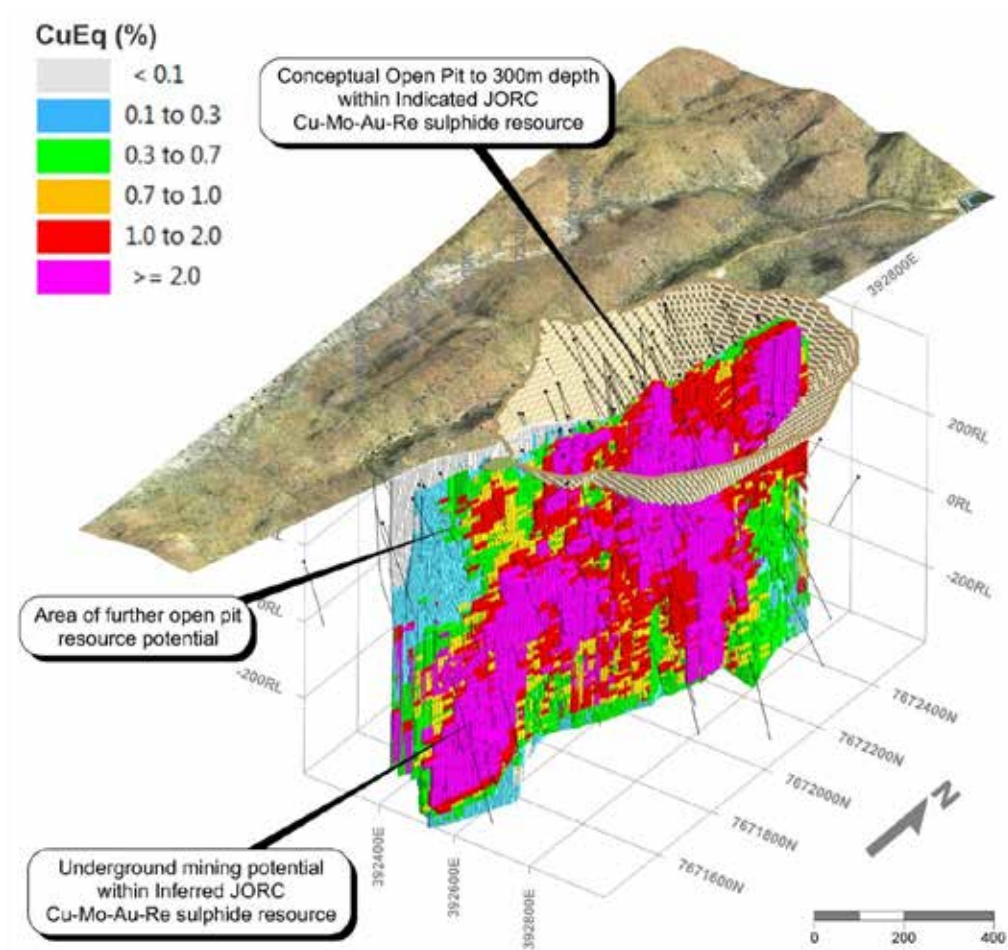 CuEq (%)
< 0.1
0.1 to 0.3
0.3 to 0.7
0.7 to 1.0
1.0 to 2.0
>= 2.0
Conceptual Open Pit to 300m depth
within Indicated JORC
Cu-Mo-Au-Re sulphide resource
392800E
200RL
0RL
-200RL
Area of further open pit
resource potential
-200RL
7672400N
7672200N
7672000N
7671800N
7671600N
N
392400E
392600E
392800E
Underground mining potential
within Inferred JORC
Cu-Mo-Au-Re sulphide resource
0 200 400